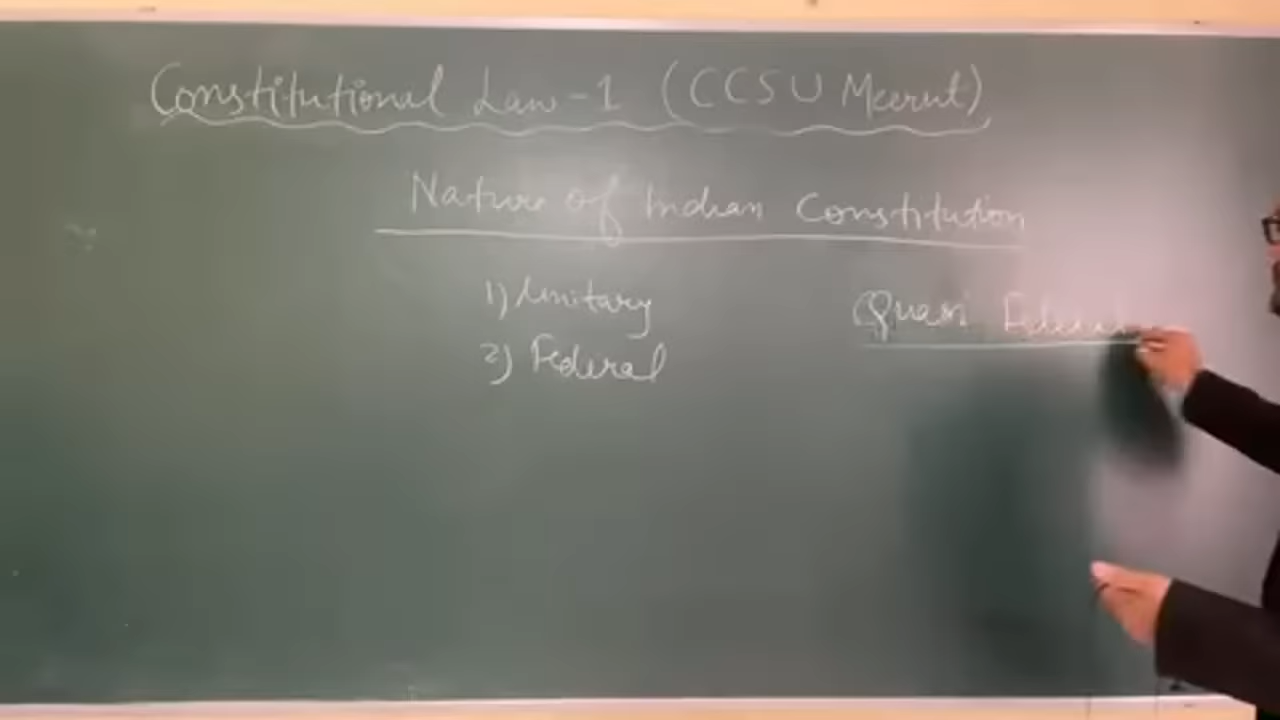 Constitutional Law-1 (CCSU Meerut)
Nature of Indian Constitution
1) Unitary
2) Federal
Quasi Federal